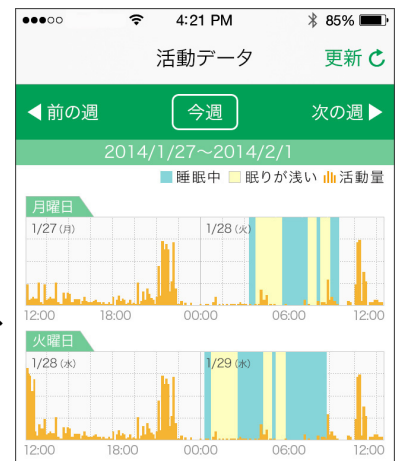 4:21 PM 85%
活動データ 更新
前の週 今週 次の週
2014/1/27～2014/2/1
睡眠中 眠りが浅い 活動量
月曜日
1/27(月) 1/28(火)
12:00 18:00 00:00 06:00 12:00
火曜日
1/28(水) 1/29(水)
12:00 18:00 00:00 06:00 12:00